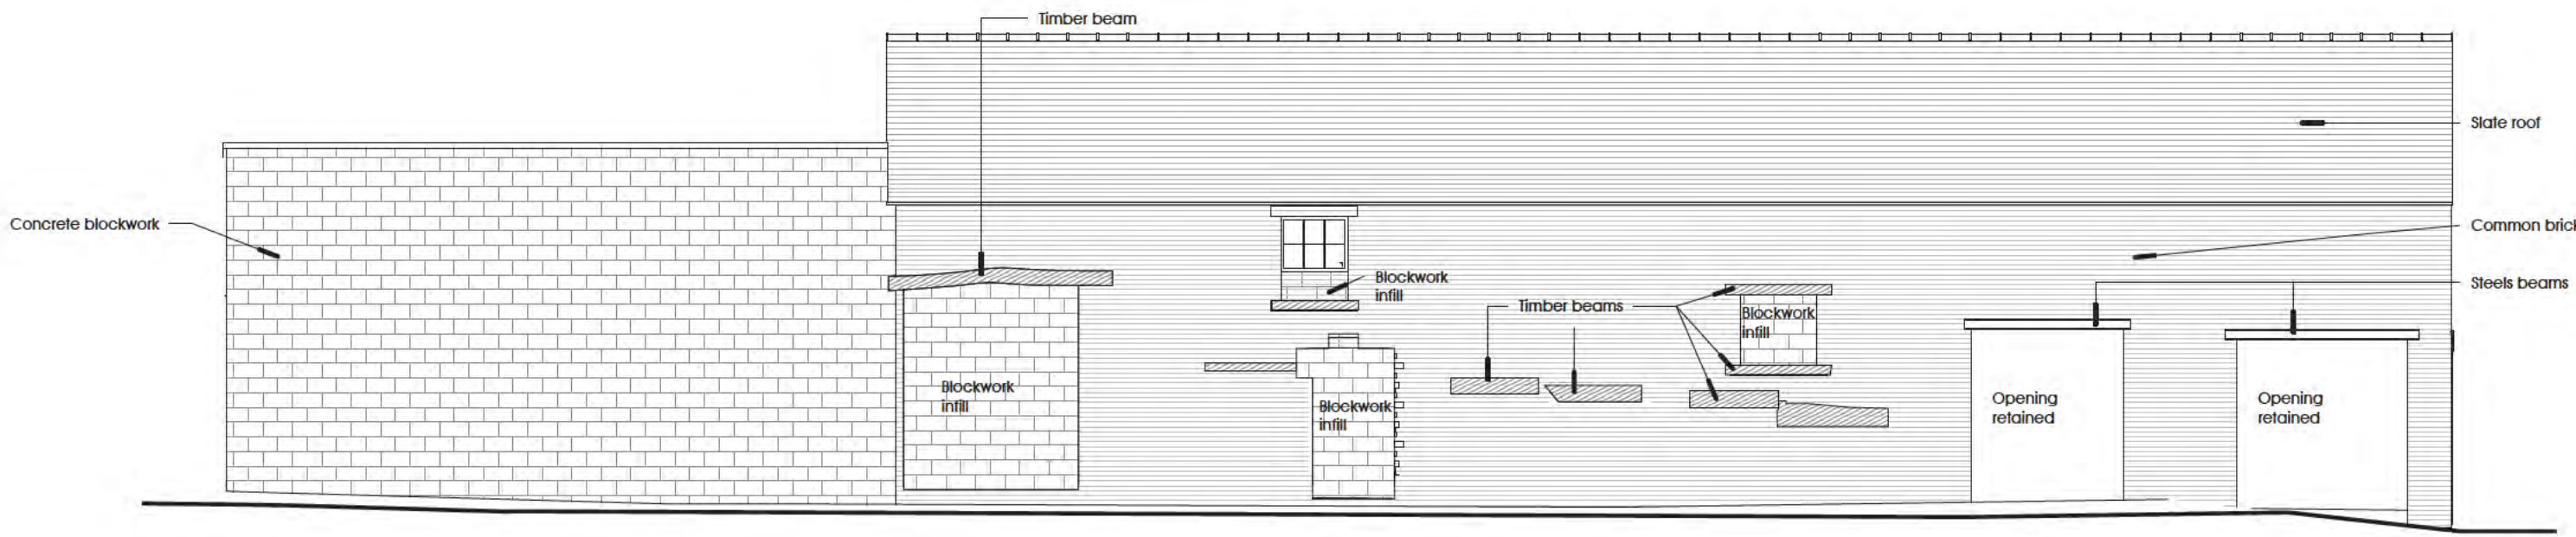 Timber beam
Slate roof
Concrete blockwork
Common brick
Blockwork
infill
Steels beams
Timber beams
Blockwork
infill
Blockwork
infill
Blockwork
infill
Opening
retained
Opening
retained